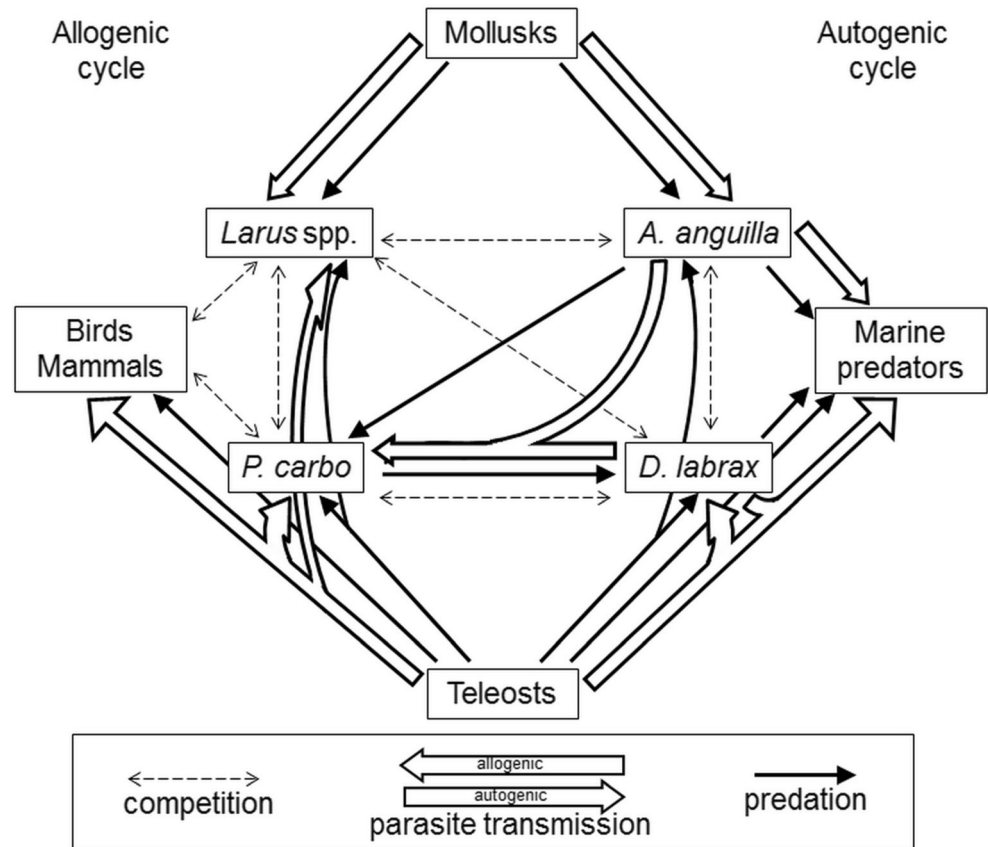 Allogenic
cycle
Mollusks
Autogenic
cycle
Larus spp.
A. anguilla
Birds
Mammals
Marine
predators
P. carbo
D. labrax
Teleosts
competition
allogenic
autogenic
parasite transmission
predation